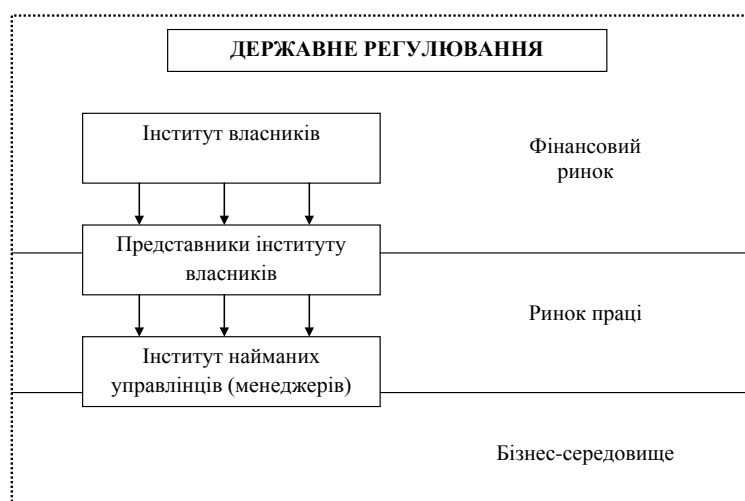 ДЕРЖАВНЕ РЕГУЛЮВАННЯ
Інститут власників
Фінансовий
ринок
Представники інституту
власників
Ринок праці
Інститут найманих
управлінців (менеджерів)
Бізнес-середовище